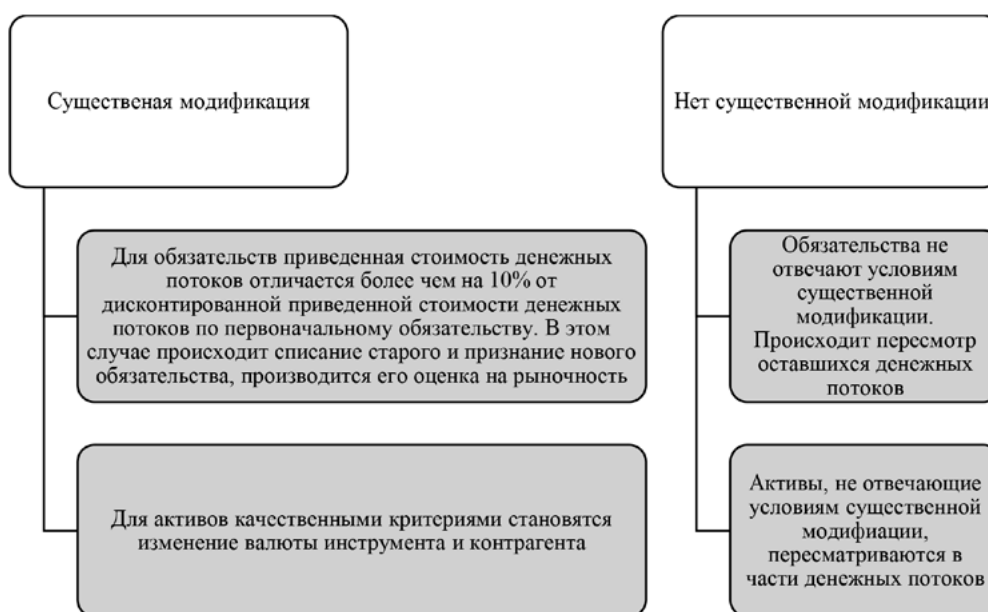 Существеная модификация
Для обязательств приведенная стоимость денежных
потоков отличается более чем на 10% от
дисконтированной приведенной стоимости денежных
потоков по первоначальному обязательству. В этом
случае происходит списание старого и признание нового
обязательства, производится его оценка на рыночность
Для активов качественными критериями становятся
изменение валюты инструмента и контрагента
Нет существенной модификации
Обязательства не
отвечают условиям
существенной
модификации.
Происходит пересмотр
оставшихся денежных
потоков
Активы, не отвечающие
условиям существенной
модифиации,
пересматриваются в
части денежных потоков